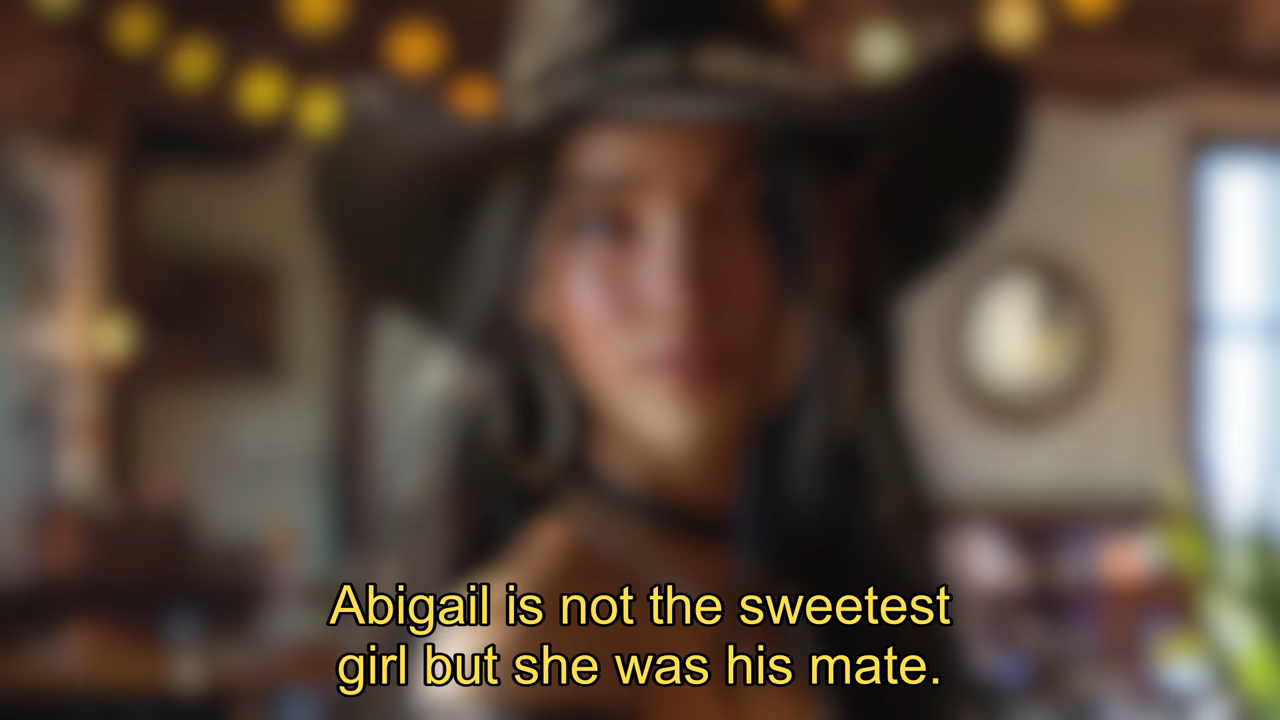 Abigail is not the sweetest
girl but she was his mate.